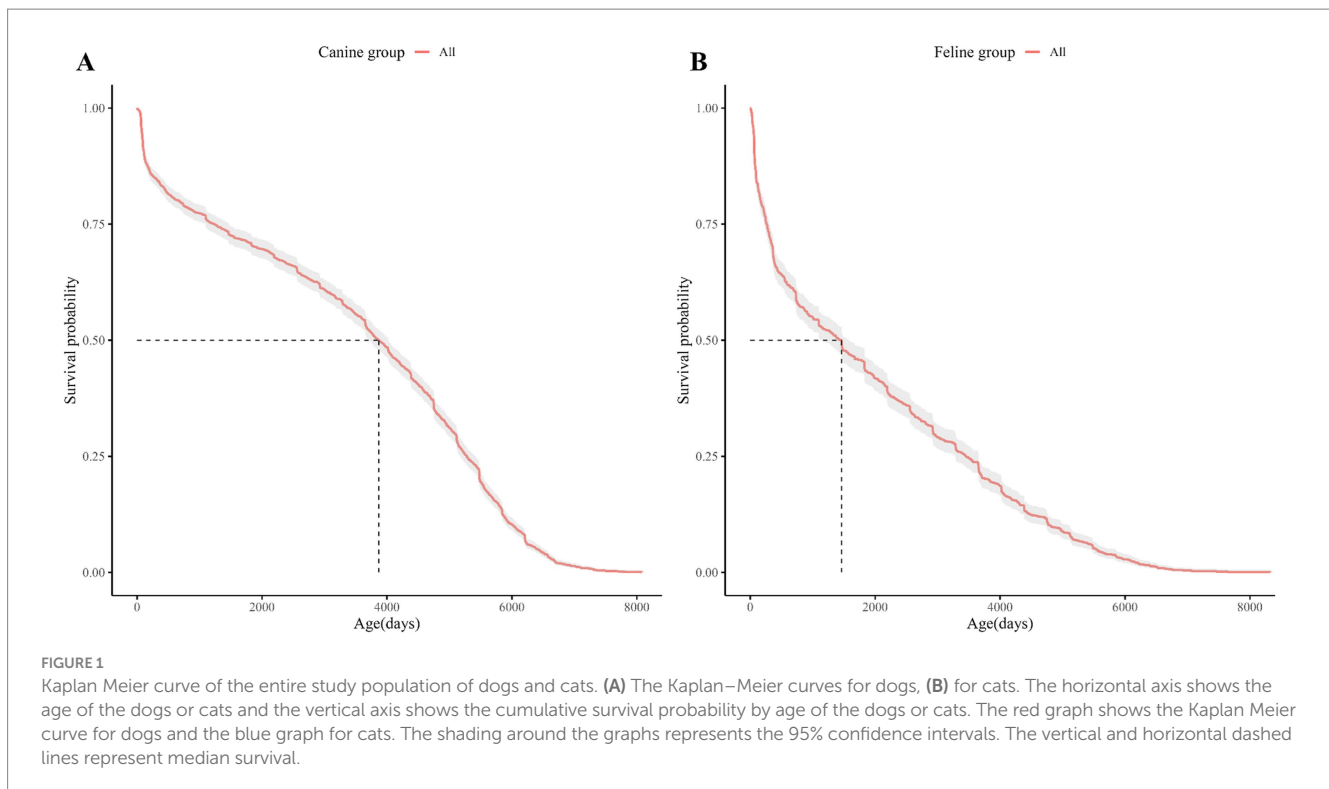 A
Canine group All
1.00
0.75
0.50
0.25
0.00
Survival probability
0 2000 4000 6000 8000
Age(days)
B
Feline group All
1.00
0.75
0.50
0.25
0.00
Survival probability
0 2000 4000 6000 8000
Age(days)
FIGURE 1
Kaplan Meier curve of the entire study population of dogs and cats. (A) The Kaplan–Meier curves for dogs, (B) for cats. The horizontal axis shows the
age of the dogs or cats and the vertical axis shows the cumulative survival probability by age of the dogs or cats. The red graph shows the Kaplan Meier
curve for dogs and the blue graph for cats. The shading around the graphs represents the 95% confidence intervals. The vertical and horizontal dashed
lines represent median survival.